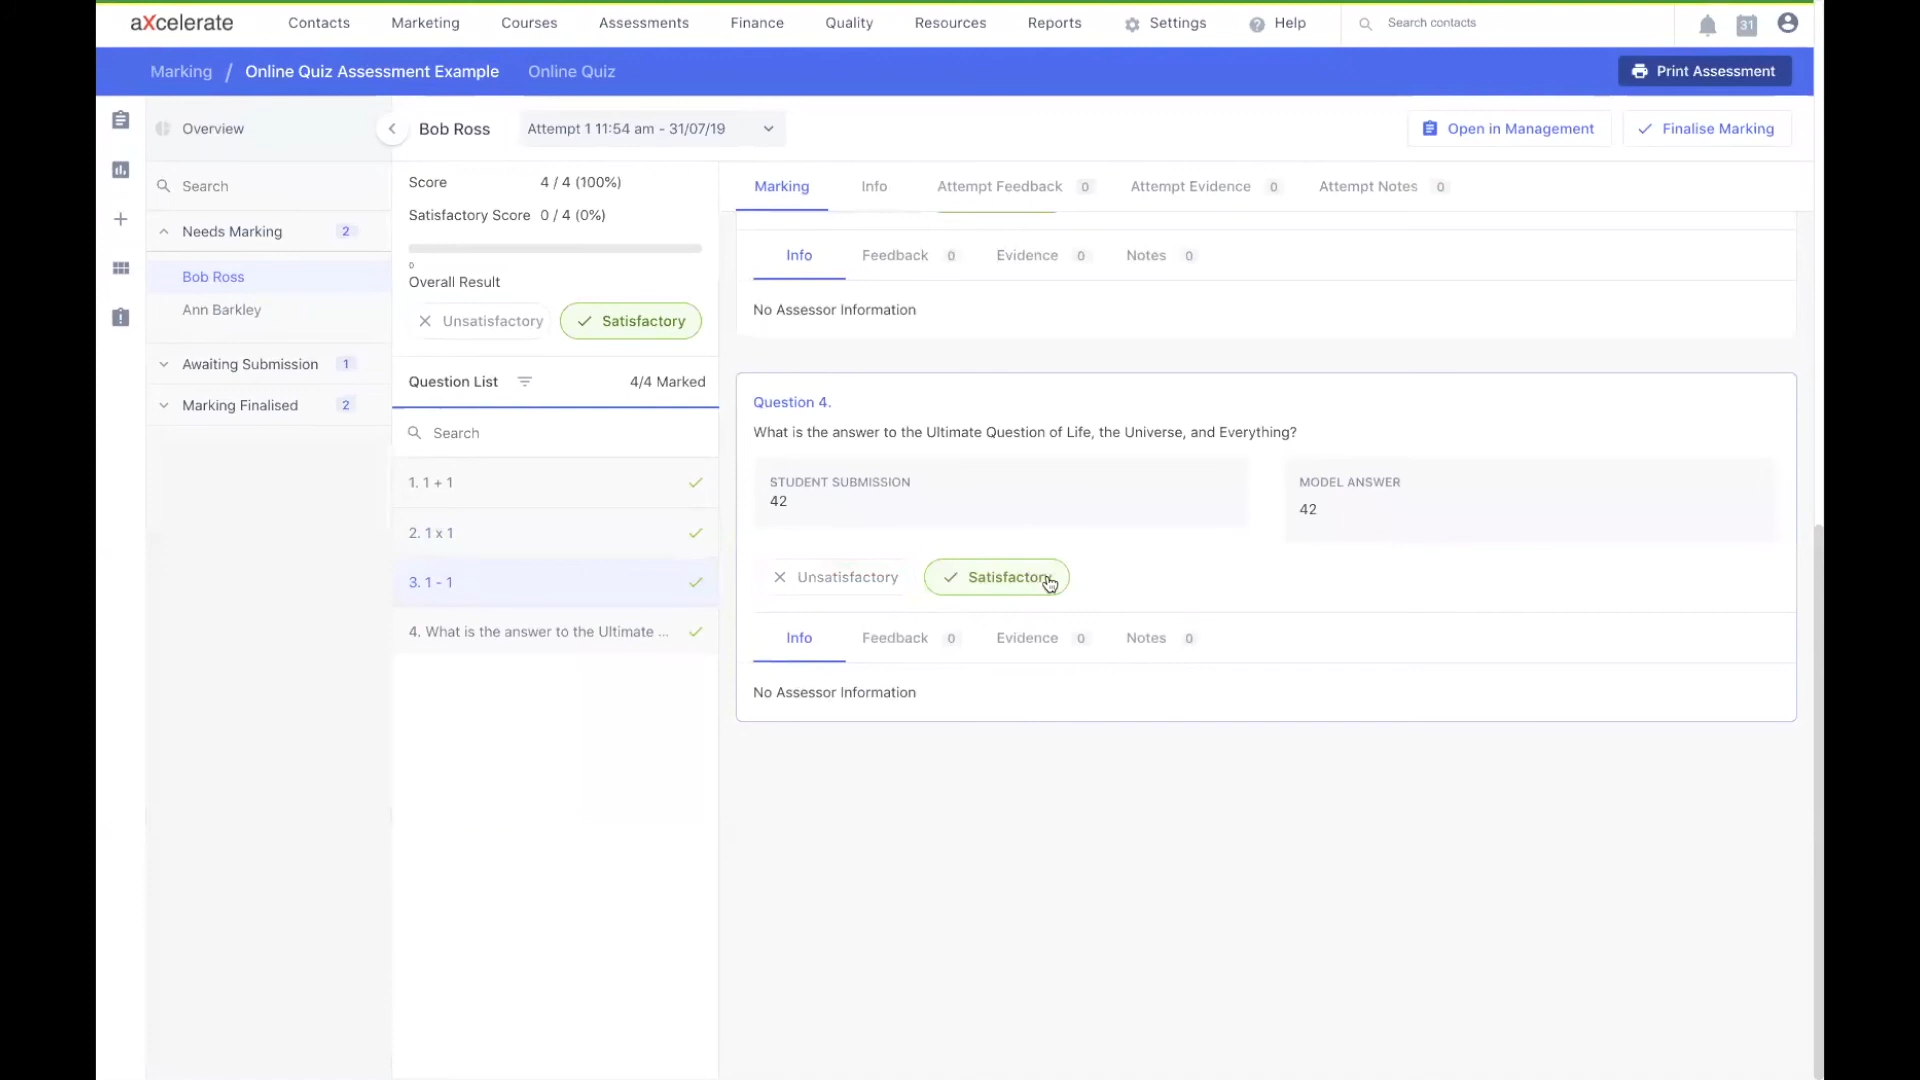 aXcelerate Contacts Marketing Courses Assessments Finance Quality Resources Reports Settings Help Search contacts 31
Marking / Online Quiz Assessment Example Online Quiz Print Assessment
Overview
Search
Needs Marking 2
Bob Ross
Ann Barkley
Awaiting Submission 1
Marking Finalised 2
Bob Ross Attempt 1 11:54 am - 31/07/19 Open in Management Finalise Marking
Score 4 / 4 (100%)
Satisfactory Score 0 / 4 (0%)
0
Overall Result
Unsatisfactory Satisfactory
Question List 4/4 Marked
Search
1. 1 + 1
2. 1 x 1
3. 1 - 1
4. What is the answer to the Ultimate ...
Marking Info Attempt Feedback 0 Attempt Evidence 0 Attempt Notes 0
Info Feedback 0 Evidence 0 Notes 0
No Assessor Information
Question 4.
What is the answer to the Ultimate Question of Life, the Universe, and Everything?
STUDENT SUBMISSION
42
MODEL ANSWER
42
Unsatisfactory Satisfactory
Info Feedback 0 Evidence 0 Notes 0
No Assessor Information